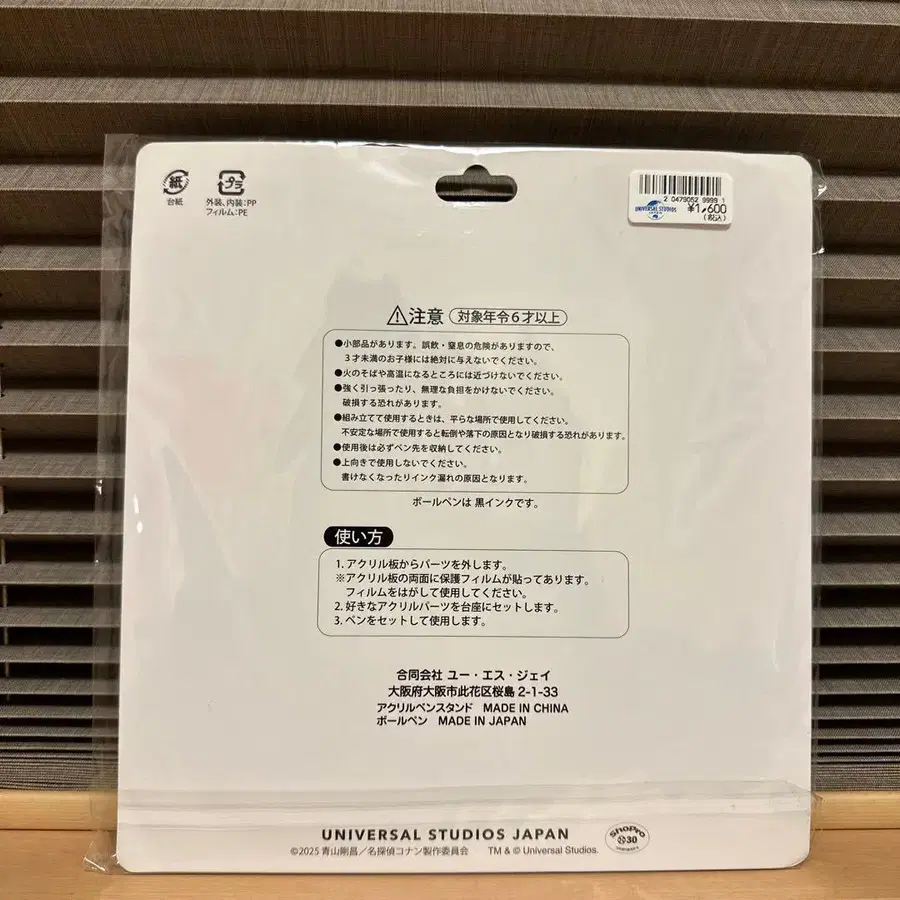 紙
台紙
プラ
外装、内装:PP
フィルム:PE
2 0479052 9999 1
UNIVERSAL STUDIOS
JAPAN
¥1,600
(税込)
⚠注意 対象年令6才以上
●小部品があります。誤飲・窒息の危険がありますので、
3才未満のお子様には絶対に与えないでください。
●火のそばや高温になるところには近づけないでください。
●強く引っ張ったり、無理な負担をかけないでください。
破損する恐れがあります。
●組み立てて使用するときは、平らな場所で使用してください。
不安定な場所で使用すると転倒や落下の原因となり破損する恐れがあります。
●使用後は必ずペン先を収納してください。
●上向きで使用しないでください。
書けなくなったりインク漏れの原因となります。
ボールペンは 黒インクです。
使い方
1. アクリル板からパーツを外します。
※アクリル板の両面に保護フィルムが貼ってあります。
フィルムをはがして使用してください。
2. 好きなアクリルパーツを台座にセットします。
3. ペンをセットして使用します。
合同会社 ユー・エス・ジェイ
大阪府大阪市此花区桜島 2-1-33
アクリルペンスタンド MADE IN CHINA
ボールペン MADE IN JAPAN
UNIVERSAL STUDIOS JAPAN
©2025 青山剛昌/名探偵コナン製作委員会 TM & © Universal Studios.
ShoPro
30